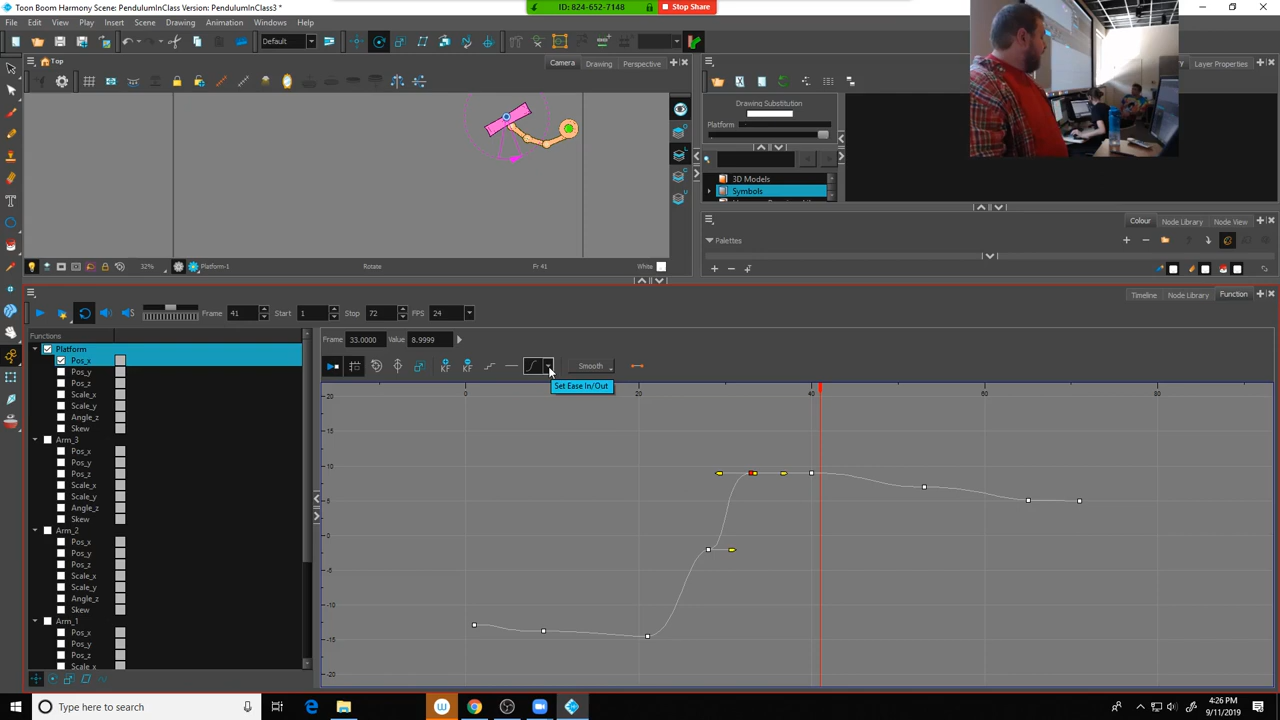 Toon Boom Harmony Scene: PendulumInClass Version: PendulumInClass3 *
ID: 824-652-7148
Stop Share
File Edit View Play Insert Scene Drawing Animation Windows Help
Default
Top
Camera Drawing Perspective
Layer Properties
Drawing Substitution
Platform
3D Models
Symbols
Colour Node Library Node View
Palettes
32% Platform-1 Rotate Fr 41 White
Timeline Node Library Function
Frame 41 Start 1 Stop 72 FPS 24
Functions
Frame 33.0000 Value 8.9999
KF KF Smooth
Set Ease In/Out
Platform
Pos_x
Pos_y
Pos_z
Scale_x
Scale_y
Angle_z
Skew
Arm_3
Pos_x
Pos_y
Pos_z
Scale_x
Scale_y
Angle_z
Skew
Arm_2
Pos_x
Pos_y
Pos_z
Scale_x
Scale_y
Angle_z
Skew
Arm_1
Pos_x
Pos_y
Pos_z
Scale_x
0 20 40 60 80
20
10
5
0
-5
-10
-15
-20
Type here to search
4:26 PM
9/11/2019